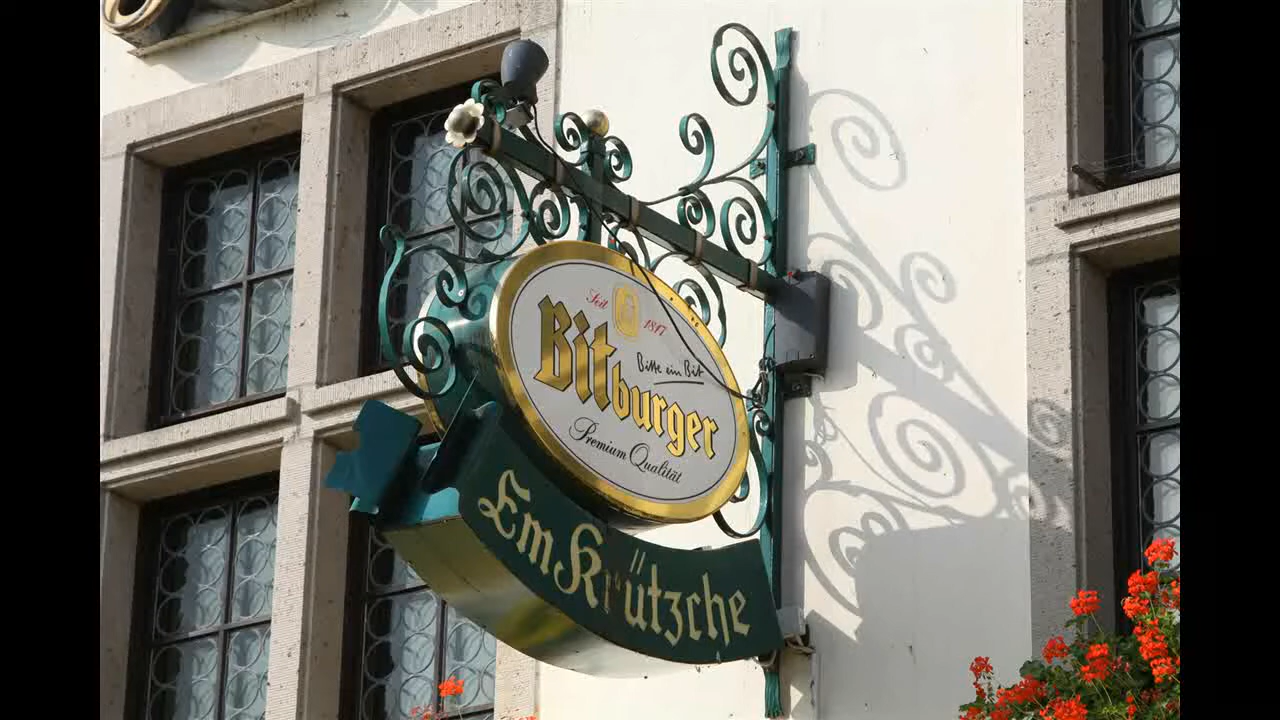 Seit 1817
Bitburger
Bitte ein Bit
Premium Qualität
Em Krützche